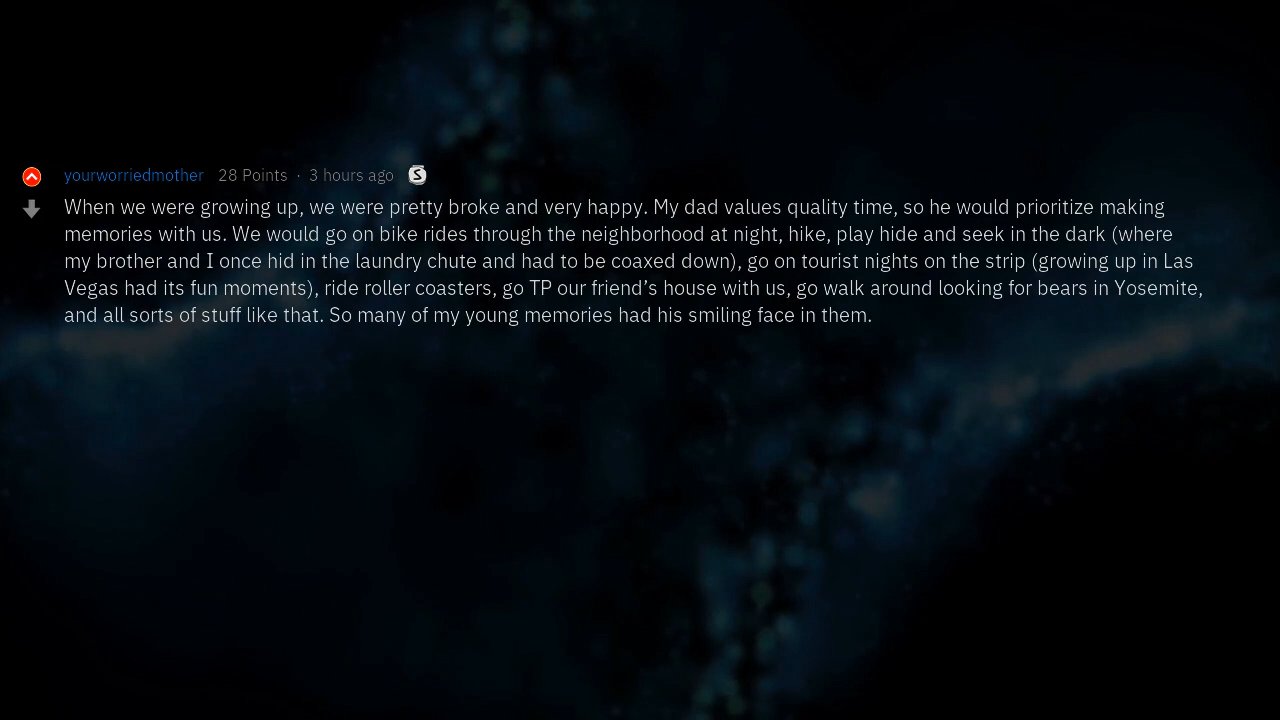 yourworriedmother 28 Points · 3 hours ago S
When we were growing up, we were pretty broke and very happy. My dad values quality time, so he would prioritize making
memories with us. We would go on bike rides through the neighborhood at night, hike, play hide and seek in the dark (where
my brother and I once hid in the laundry chute and had to be coaxed down), go on tourist nights on the strip (growing up in Las
Vegas had its fun moments), ride roller coasters, go TP our friend’s house with us, go walk around looking for bears in Yosemite,
and all sorts of stuff like that. So many of my young memories had his smiling face in them.